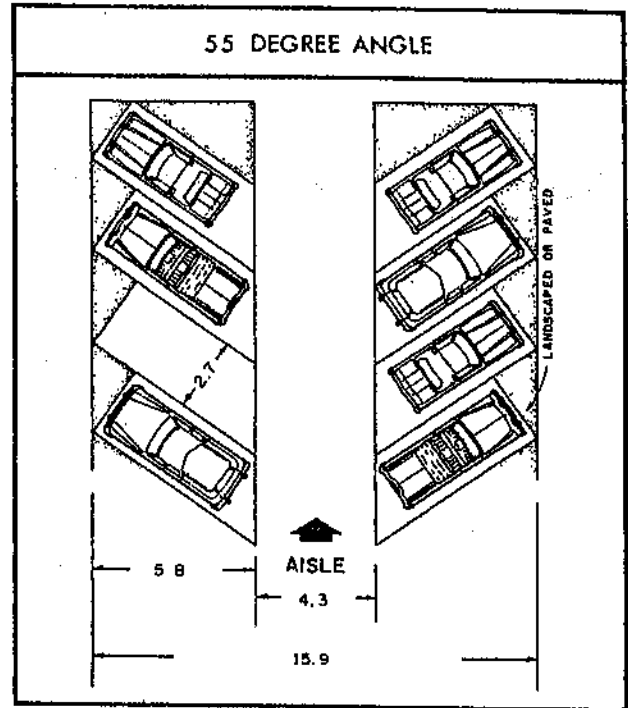 55 DEGREE ANGLE
LANDSCAPED OR PAVED
2.7
AISLE
5 8
4.3
15.9